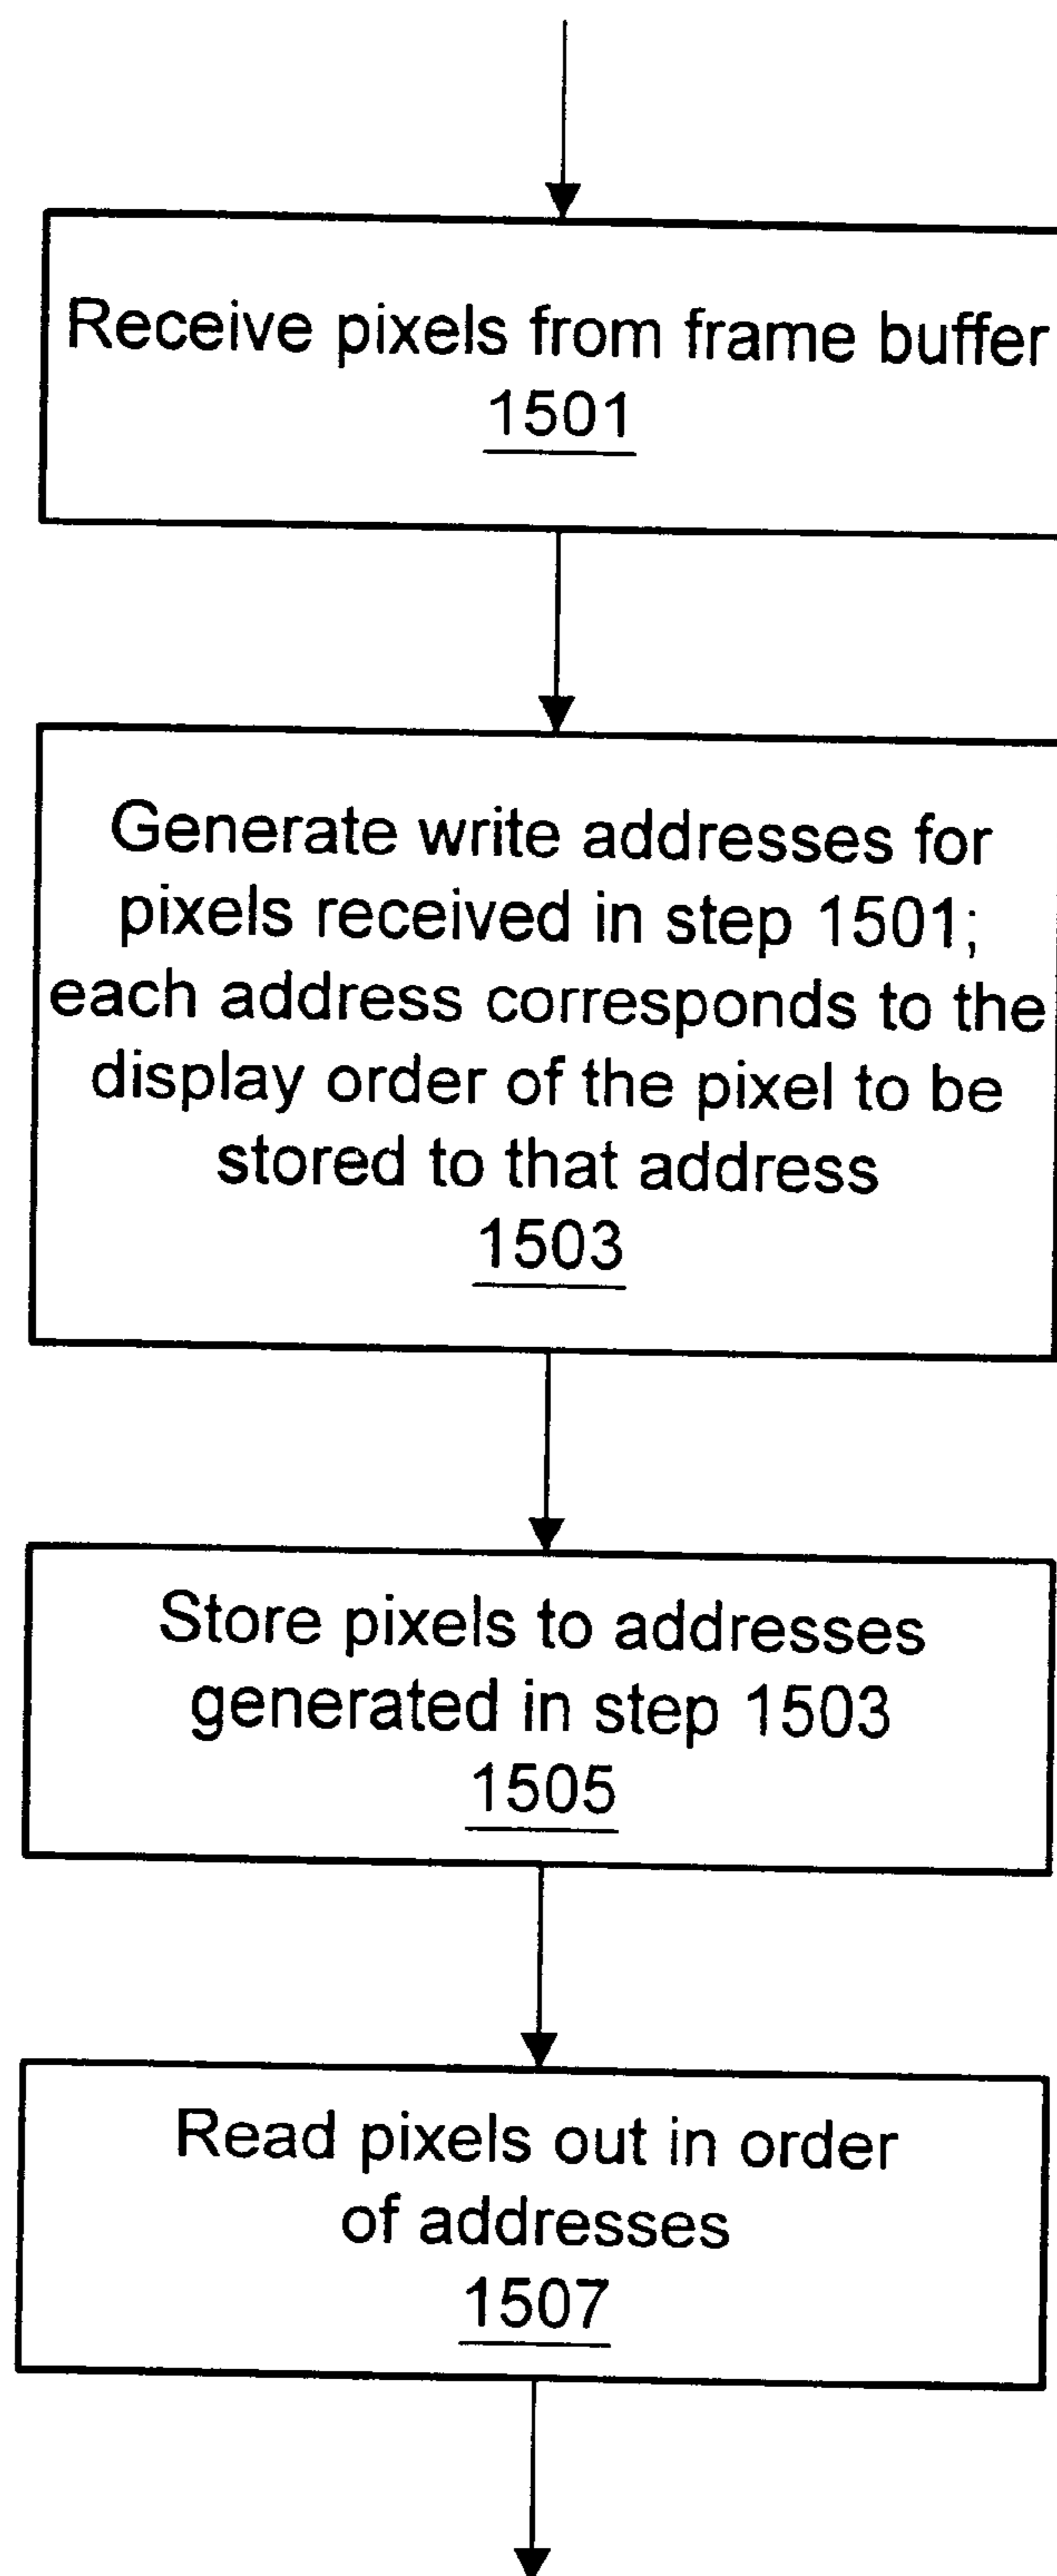 Receive pixels from frame buffer
1501
Generate write addresses for
pixels received in step 1501;
each address corresponds to the
display order of the pixel to be
stored to that address
1503
Store pixels to addresses
generated in step 1503
1505
Read pixels out in order
of addresses
1507